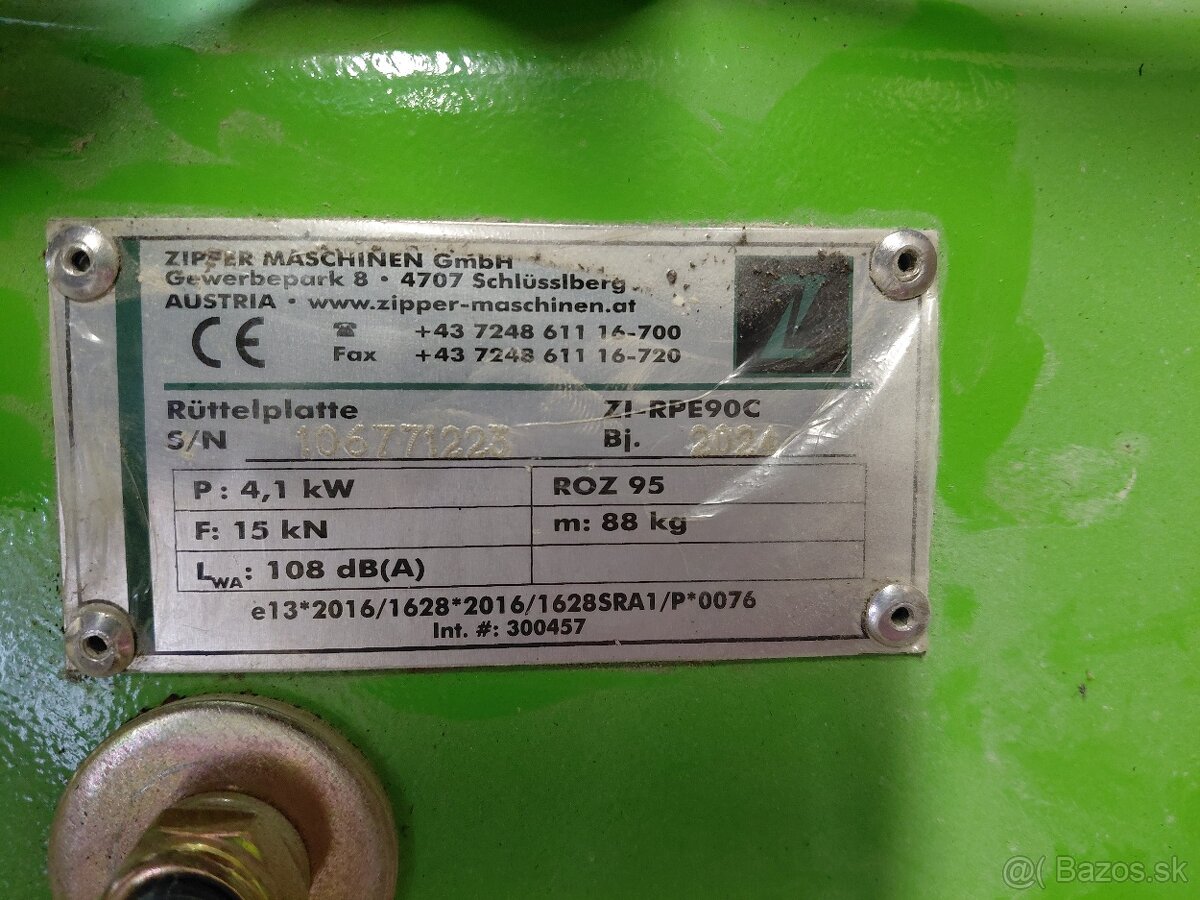 ZIPPER MASCHINEN GmbH
Gewerbepark 8 • 4707 Schlüsslberg
AUSTRIA • www.zipper-maschinen.at
CE ☎ +43 7248 611 16-700
Fax +43 7248 611 16-720
Z
Rüttelplatte ZI-RPE90C
S/N 106771223 Bj.
P: 4,1 kW ROZ 95
F: 15 kN m: 88 kg
LWA: 108 dB(A)
e13*2016/1628*2016/1628SRA1/P*0076
Int. #: 300457
Bazos.sk